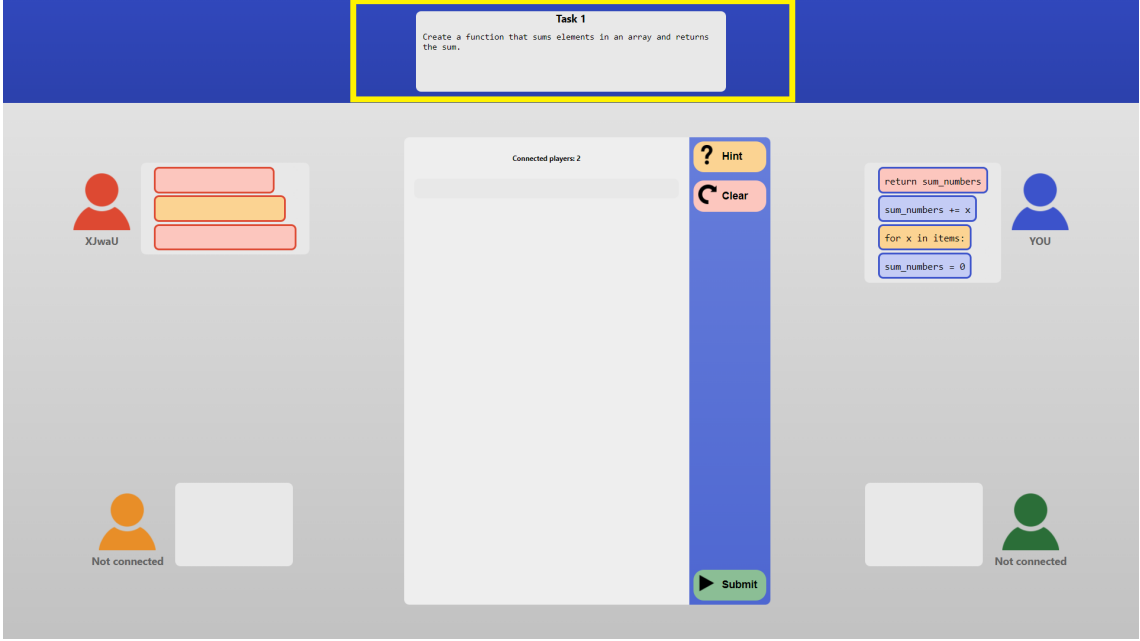 Task 1
Create a function that sums elements in an array and returns
the sum.
Connected players: 2
Hint
Clear
XJwaU
return sum_numbers
sum_numbers += x
for x in items:
sum_numbers = 0
YOU
Not connected
Not connected
Submit